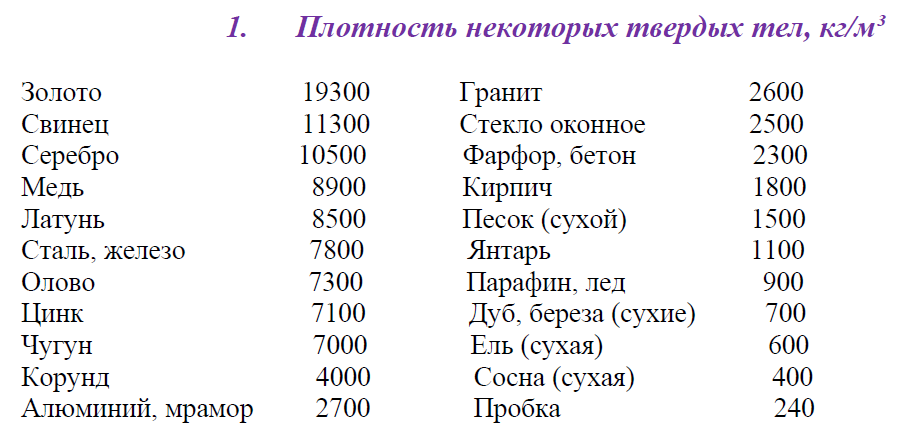 1. Плотность некоторых твердых тел, кг/м³
Золото 19300 Гранит 2600
Свинец 11300 Стекло оконное 2500
Серебро 10500 Фарфор, бетон 2300
Медь 8900 Кирпич 1800
Латунь 8500 Песок (сухой) 1500
Сталь, железо 7800 Янтарь 1100
Олово 7300 Парафин, лед 900
Цинк 7100 Дуб, береза (сухие) 700
Чугун 7000 Ель (сухая) 600
Корунд 4000 Сосна (сухая) 400
Алюминий, мрамор 2700 Пробка 240